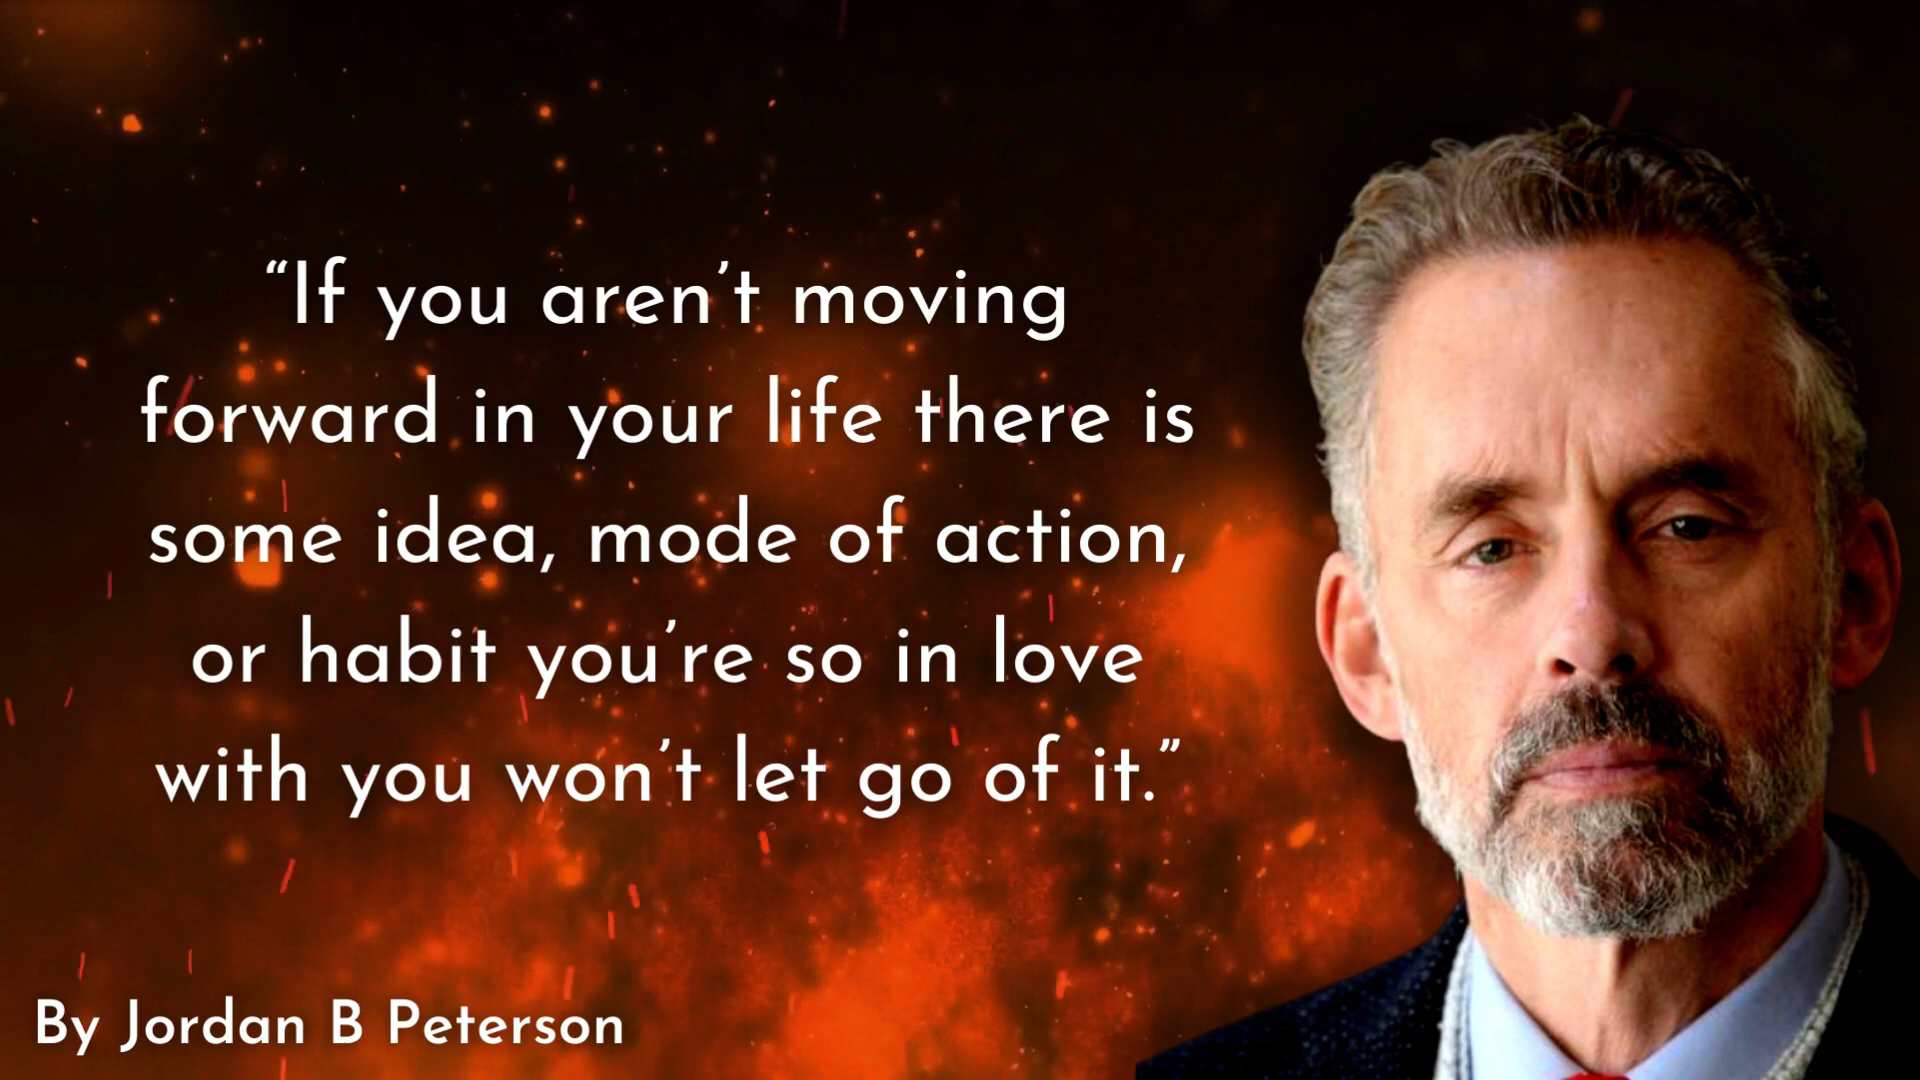 “If you aren’t moving
forward in your life there is
some idea, mode of action,
or habit you’re so in love
with you won’t let go of it.”
By Jordan B Peterson